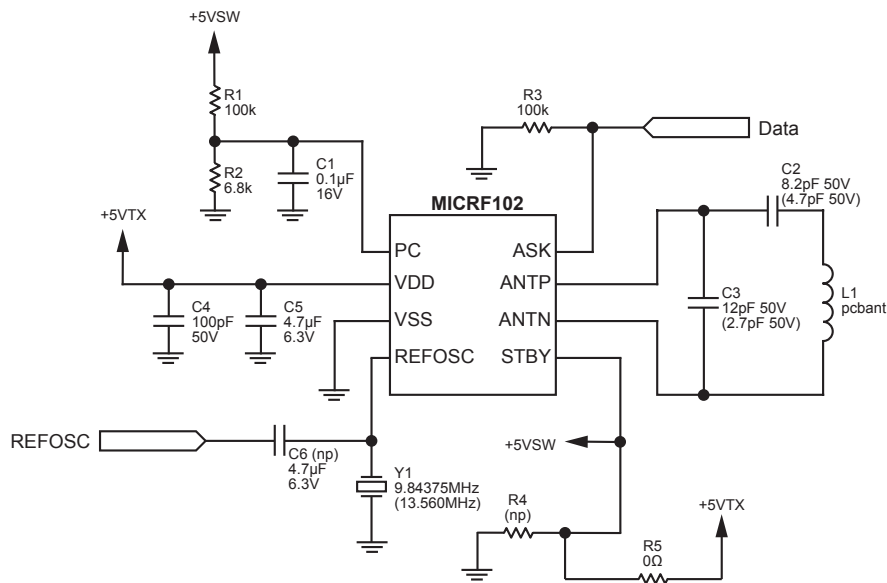 +5VSW
R1
100k
R2
6.8k
C1
0.1µF
16V
R3
100k
Data
C2
8.2pF 50V
(4.7pF 50V)
+5VTX
MICRF102
PC
VDD
VSS
REFOSC
ASK
ANTP
ANTN
STBY
C4
100pF
50V
C5
4.7µF
6.3V
C3
12pF 50V
(2.7pF 50V)
L1
pcbant
REFOSC
C6 (np)
4.7µF
6.3V
Y1
9.84375MHz
(13.560MHz)
+5VSW
R4
(np)
R5
0Ω
+5VTX